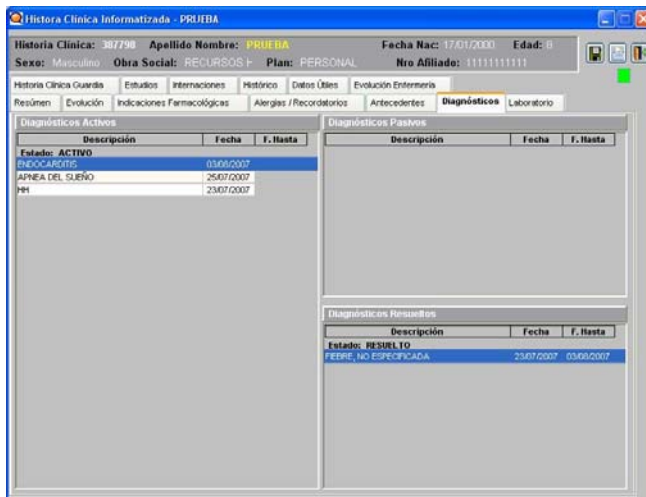 Histora Clínica Informatizada - PRUEBA
Historia Clínica: 387798 Apellido Nombre: PRUEBA Fecha Nac: 17/01/2000 Edad: 8
Sexo: Masculino Obra Social: RECURSOS H Plan: PERSONAL Nro Afiliado: 11111111111
Historia Clínica Guardia Estudios Internaciones Histórico Datos Útiles Evolución Enfermería
Resúmen Evolución Indicaciones Farmacológicas Alergias / Recordatorios Antecedentes Diagnósticos Laboratorio
Diagnósticos Activos
Descripción Fecha F. Hasta
Estado: ACTIVO
ENDOCARDITIS 03/08/2007
APNEA DEL SUEÑO 25/07/2007
HH 23/07/2007
Diagnósticos Pasivos
Descripción Fecha F. Hasta
Diagnósticos Resueltos
Descripción Fecha F. Hasta
Estado: RESUELTO
FIEBRE, NO ESPECIFICADA 23/07/2007 03/08/2007